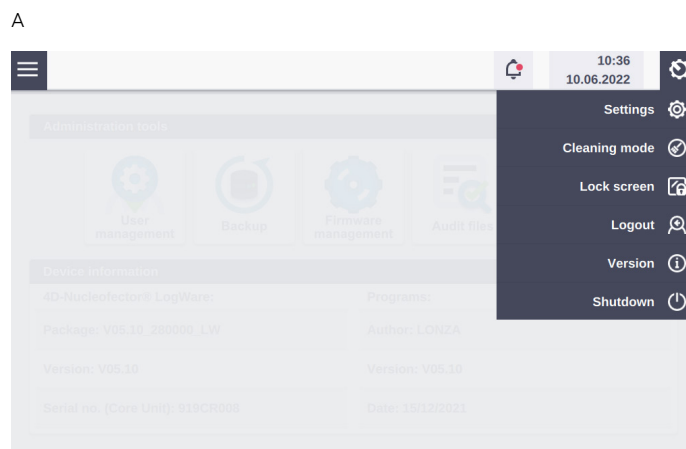 A
10:36
10.06.2022
Settings
Administration tools
Cleaning mode
Lock screen
User
management
Backup
Firmware
management
Audit files
Logout
Device information
Version
4D-Nucleofector® LogWare:
Programs:
Shutdown
Package: V05.10_280000_LW
Author: LONZA
Version: V05.10
Version: V05.10
Serial no. (Core Unit): 919CR008
Date: 15/12/2021